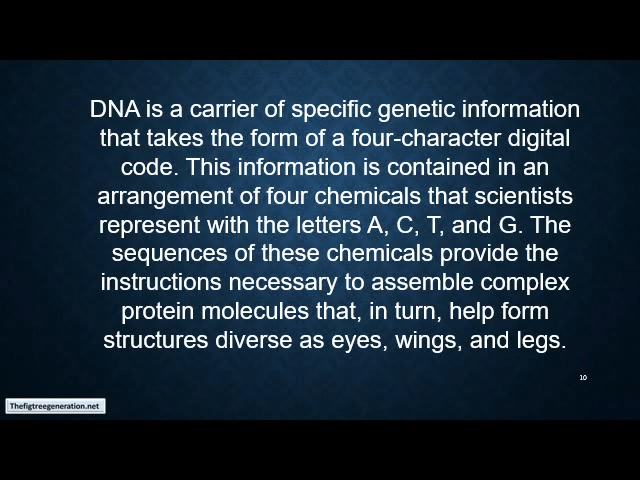 DNA is a carrier of specific genetic information
that takes the form of a four-character digital
code. This information is contained in an
arrangement of four chemicals that scientists
represent with the letters A, C, T, and G. The
sequences of these chemicals provide the
instructions necessary to assemble complex
protein molecules that, in turn, help form
structures diverse as eyes, wings, and legs.
10
Thefigtreegeneration.net